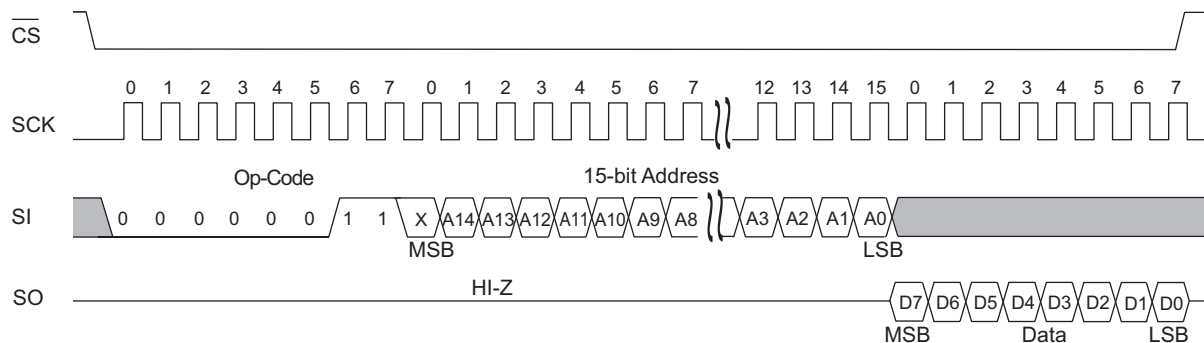 CS
0 1 2 3 4 5 6 7 0 1 2 3 4 5 6 7 12 13 14 15 0 1 2 3 4 5 6 7
SCK
Op-Code 15-bit Address
SI 0 0 0 0 0 0 1 1 X A14 A13 A12 A11 A10 A9 A8 A3 A2 A1 A0
MSB LSB
HI-Z
SO D7 D6 D5 D4 D3 D2 D1 D0
MSB Data LSB